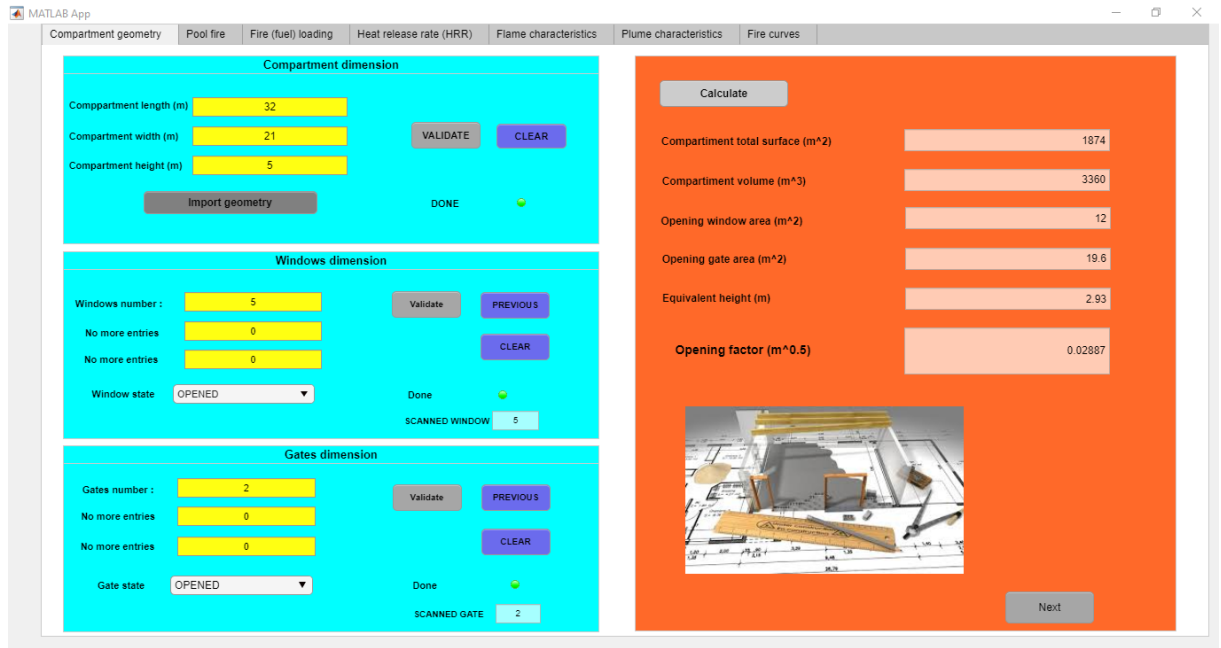 MATLAB App
Compartment geometry Pool fire Fire (fuel) loading Heat release rate (HRR) Flame characteristics Plume characteristics Fire curves
Compartment dimension
Comppartment length (m) 32
Compartment width (m) 21 VALIDATE CLEAR
Compartment height (m) 5
Import geometry DONE
Windows dimension
Windows number : 5 Validate PREVIOUS
No more entries 0
CLEAR
No more entries 0
Window state OPENED Done
SCANNED WINDOW 5
Gates dimension
Gates number : 2 Validate PREVIOUS
No more entries 0
CLEAR
No more entries 0
Gate state OPENED Done
SCANNED GATE 2
Calculate
Compartiment total surface (m^2) 1874
Compartiment volume (m^3) 3360
Opening window area (m^2) 12
Opening gate area (m^2) 19.6
Equivalent height (m) 2.93
Opening factor (m^0.5) 0.02887
Next